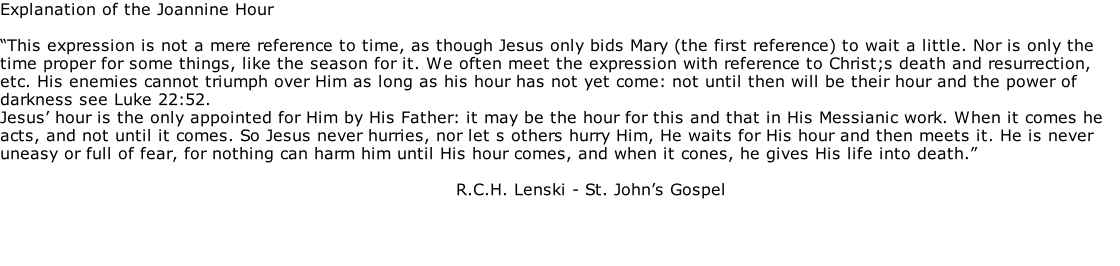 Explanation of the Joannine Hour
“This expression is not a mere reference to time, as though Jesus only bids Mary (the first reference) to wait a little. Nor is only the
time proper for some things, like the season for it. We often meet the expression with reference to Christ;s death and resurrection,
etc. His enemies cannot triumph over Him as long as his hour has not yet come: not until then will be their hour and the power of
darkness see Luke 22:52.
Jesus’ hour is the only appointed for Him by His Father: it may be the hour for this and that in His Messianic work. When it comes he
acts, and not until it comes. So Jesus never hurries, nor let s others hurry Him, He waits for His hour and then meets it. He is never
uneasy or full of fear, for nothing can harm him until His hour comes, and when it cones, he gives His life into death.”
R.C.H. Lenski - St. John’s Gospel